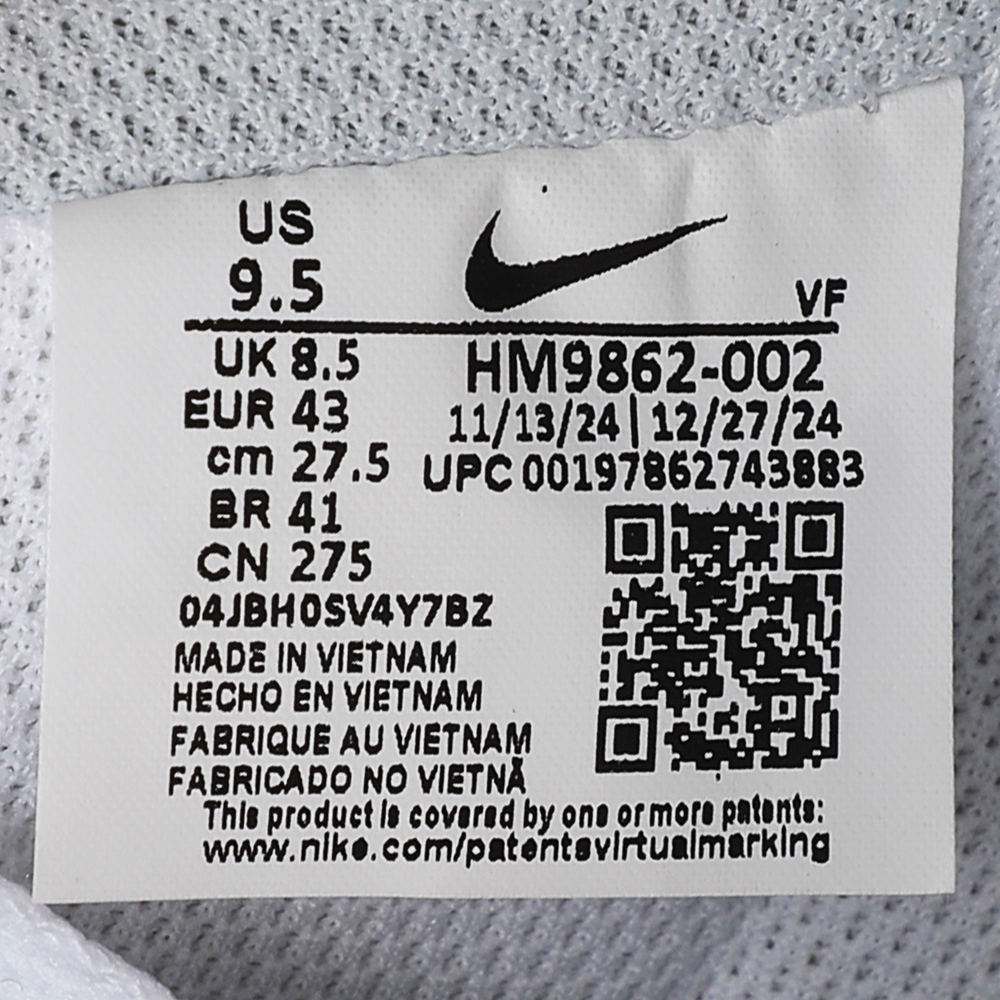 US
9.5
VF
UK 8.5
EUR 43
cm 27.5
BR 41
CN 275
HM9862-002
11/13/24 | 12/27/24
UPC 00197862743883
04JBH0SV4Y7BZ
MADE IN VIETNAM
HECHO EN VIETNAM
FABRIQUE AU VIETNAM
FABRICADO NO VIETNÃ
This product is covered by one or more patents:
www.nike.com/patentsvirtualmarking